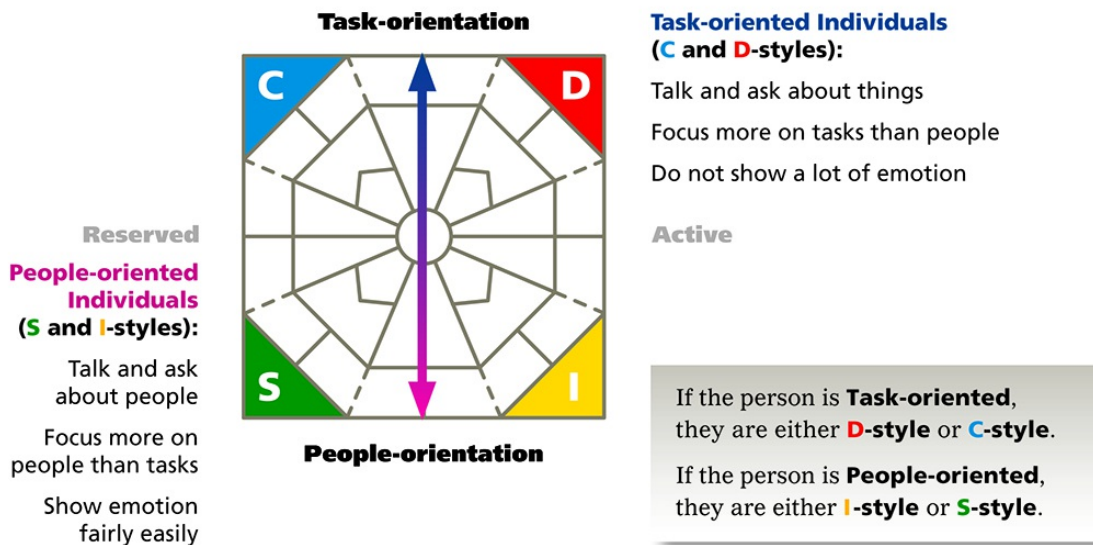 Task-orientation
C
D
S
I
People-orientation
Reserved
People-oriented
Individuals
(S and I-styles):
Talk and ask
about people
Focus more on
people than tasks
Show emotion
fairly easily
Task-oriented Individuals
(C and D-styles):
Talk and ask about things
Focus more on tasks than people
Do not show a lot of emotion
Active
If the person is Task-oriented,
they are either D-style or C-style.
If the person is People-oriented,
they are either I-style or S-style.